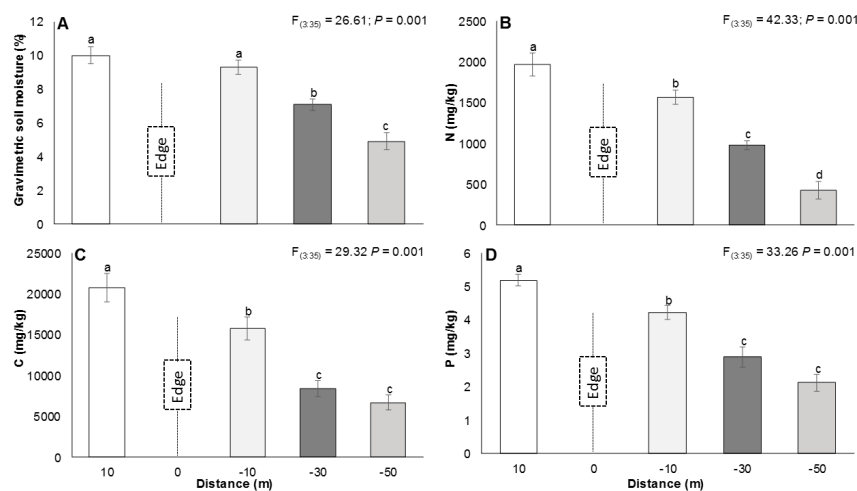 A
F(3:35) = 26.61; P = 0.001
Gravimetric soil moisture (%)
12
10
8
6
4
2
0
a
Edge
a
b
c
B
F(3:35) = 42.33; P = 0.001
N (mg/kg)
2500
2000
1500
1000
500
0
a
Edge
b
c
d
C
F(3:35) = 29.32 P = 0.001
C (mg/kg)
25000
20000
15000
10000
5000
0
a
Edge
b
c
c
10 0 -10 -30 -50
Distance (m)
D
F(3:35) = 33.26 P = 0.001
P (mg/kg)
6
5
4
3
2
1
0
a
Edge
b
c
c
10 0 -10 -30 -50
Distance (m)